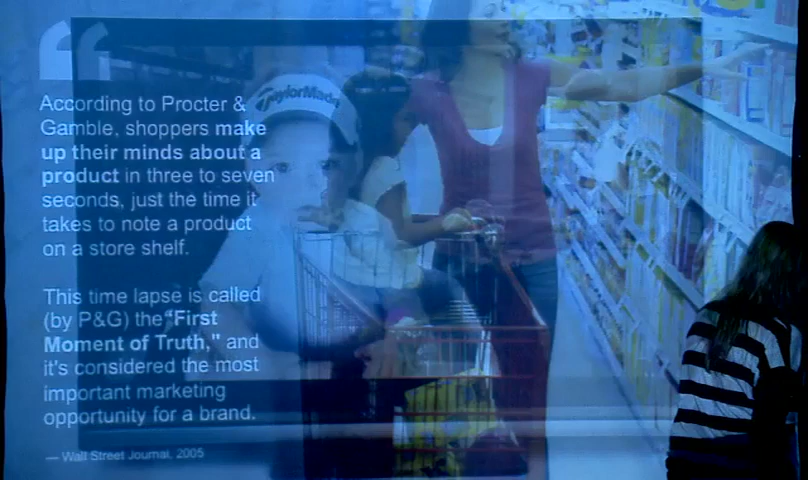 “
According to Procter &
Gamble, shoppers make
up their minds about a
product in three to seven
seconds, just the time it
takes to note a product
on a store shelf.
This time lapse is called
(by P&G) the “First
Moment of Truth,” and
it's considered the most
important marketing
opportunity for a brand.
— Wall Street Journal, 2005
TaylorMade